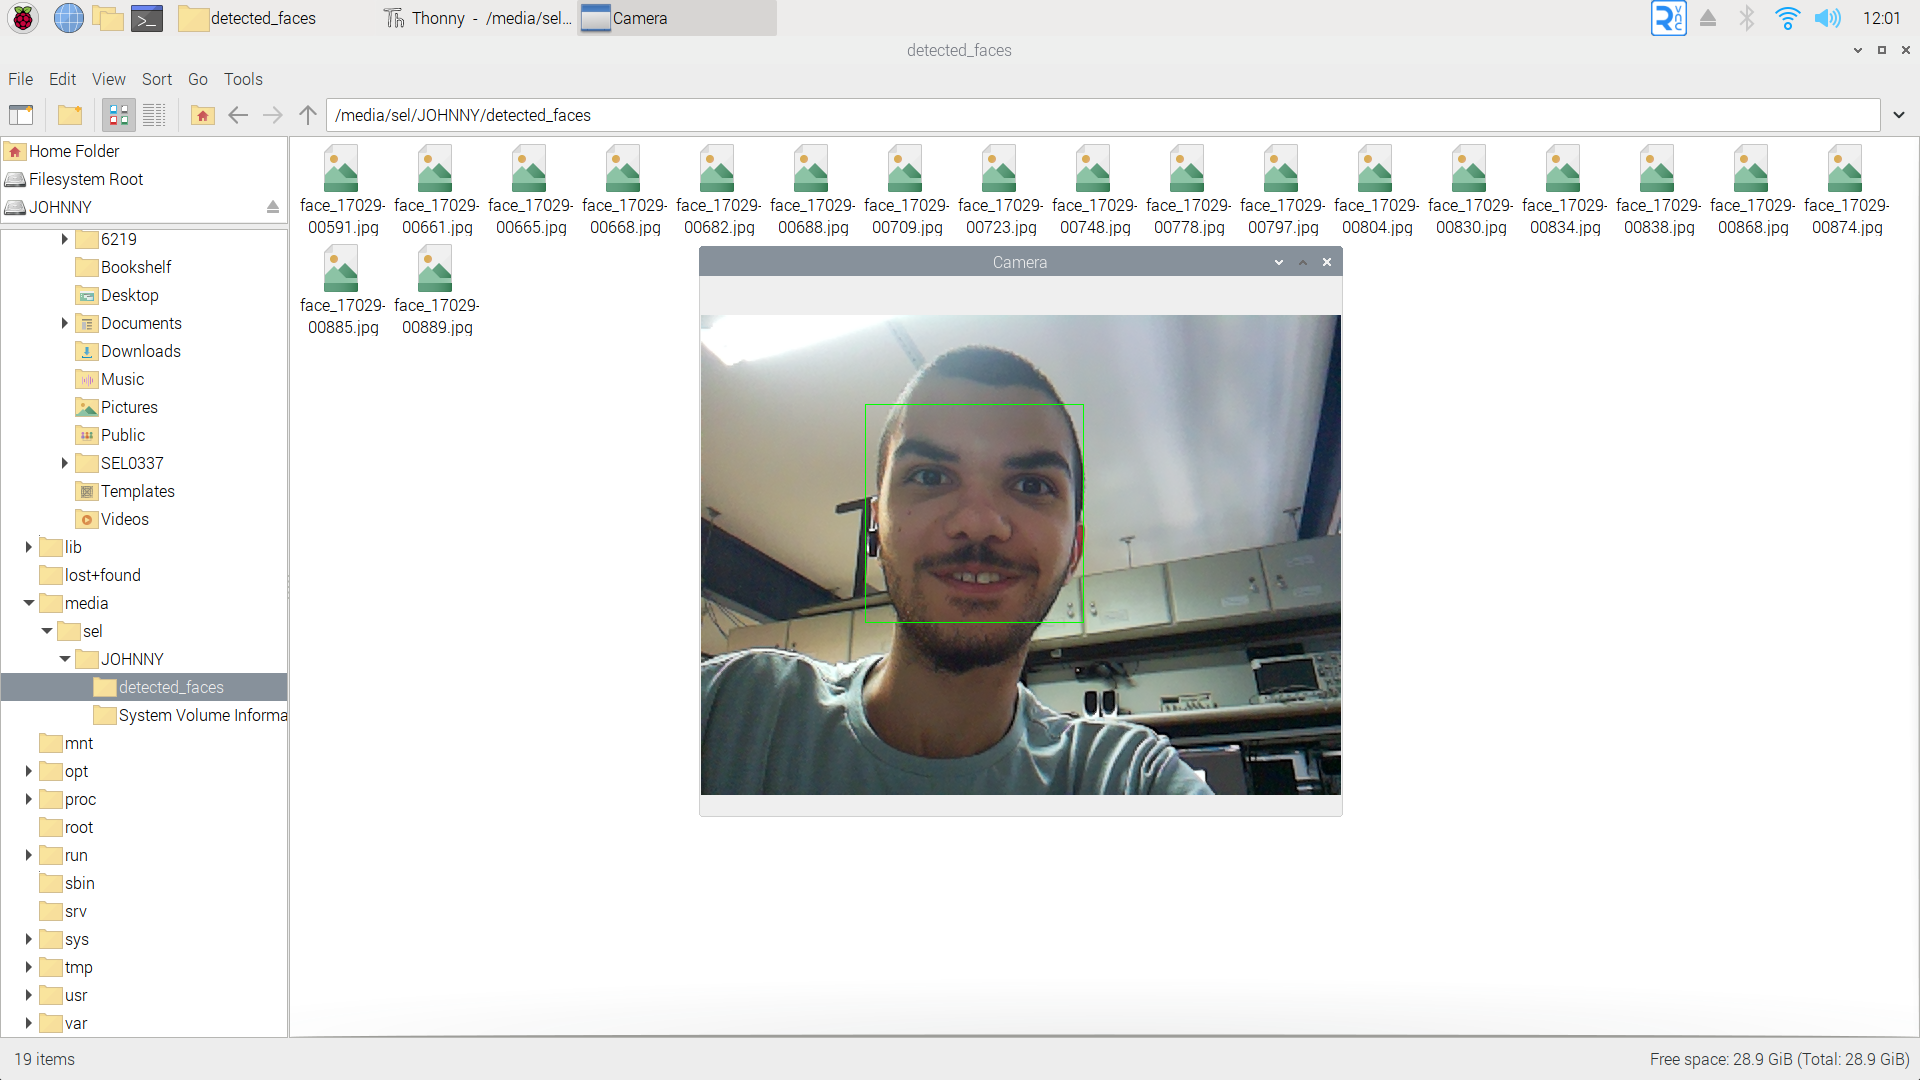 detected_faces
Thonny - /media/sel...
Camera
12:01
detected_faces
File Edit View Sort Go Tools
/media/sel/JOHNNY/detected_faces
Home Folder
Filesystem Root
JOHNNY
6219
Bookshelf
Desktop
Documents
Downloads
Music
Pictures
Public
SEL0337
Templates
Videos
lib
lost+found
media
sel
JOHNNY
detected_faces
System Volume Informa
mnt
opt
proc
root
run
sbin
srv
sys
tmp
usr
var
face_17029-
00591.jpg
face_17029-
00661.jpg
face_17029-
00665.jpg
face_17029-
00668.jpg
face_17029-
00682.jpg
face_17029-
00688.jpg
face_17029-
00709.jpg
face_17029-
00723.jpg
face_17029-
00748.jpg
face_17029-
00778.jpg
face_17029-
00797.jpg
face_17029-
00804.jpg
face_17029-
00830.jpg
face_17029-
00834.jpg
face_17029-
00838.jpg
face_17029-
00868.jpg
face_17029-
00874.jpg
face_17029-
00885.jpg
face_17029-
00889.jpg
Camera
19 items
Free space: 28.9 GiB (Total: 28.9 GiB)